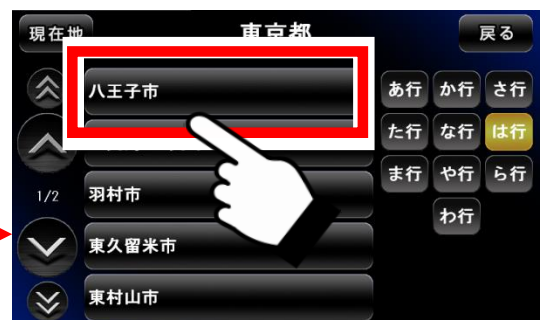 現在地
東京都
戻る
八王子市
あ行 か行 さ行
た行 な行 は行
ま行 や行 ら行
わ行
1/2
羽村市
東久留米市
東村山市